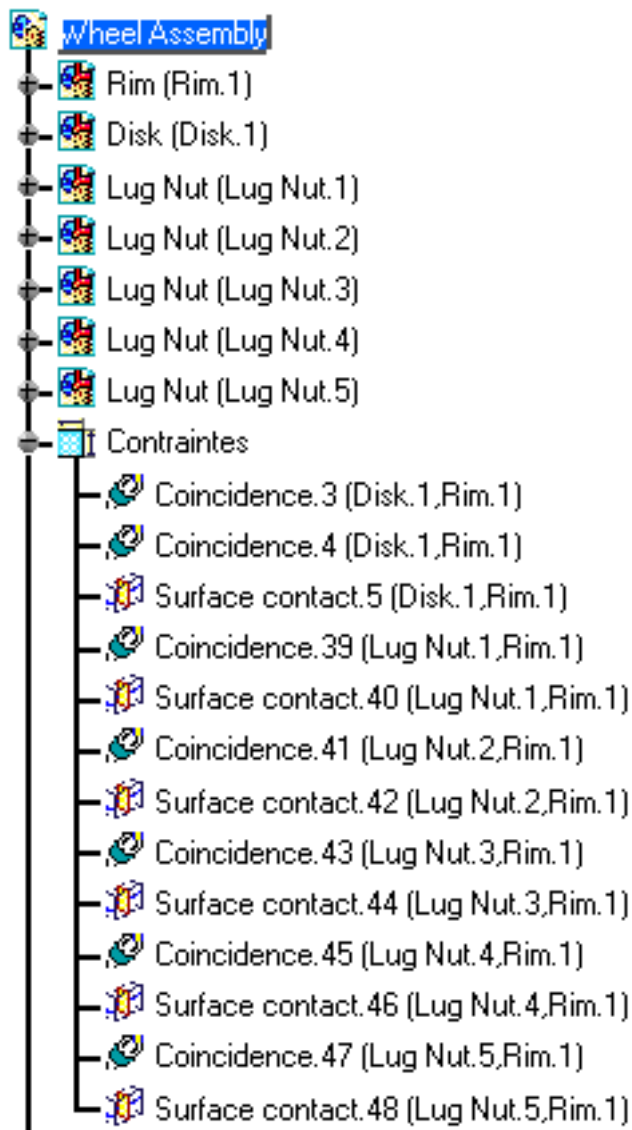 Wheel Assembly
Rim (Rim.1)
Disk (Disk.1)
Lug Nut (Lug Nut.1)
Lug Nut (Lug Nut.2)
Lug Nut (Lug Nut.3)
Lug Nut (Lug Nut.4)
Lug Nut (Lug Nut.5)
Contraintes
Coincidence.3 (Disk.1,Rim.1)
Coincidence.4 (Disk.1,Rim.1)
Surface contact.5 (Disk.1,Rim.1)
Coincidence.39 (Lug Nut.1,Rim.1)
Surface contact.40 (Lug Nut.1,Rim.1)
Coincidence.41 (Lug Nut.2,Rim.1)
Surface contact.42 (Lug Nut.2,Rim.1)
Coincidence.43 (Lug Nut.3,Rim.1)
Surface contact.44 (Lug Nut.3,Rim.1)
Coincidence.45 (Lug Nut.4,Rim.1)
Surface contact.46 (Lug Nut.4,Rim.1)
Coincidence.47 (Lug Nut.5,Rim.1)
Surface contact.48 (Lug Nut.5,Rim.1)